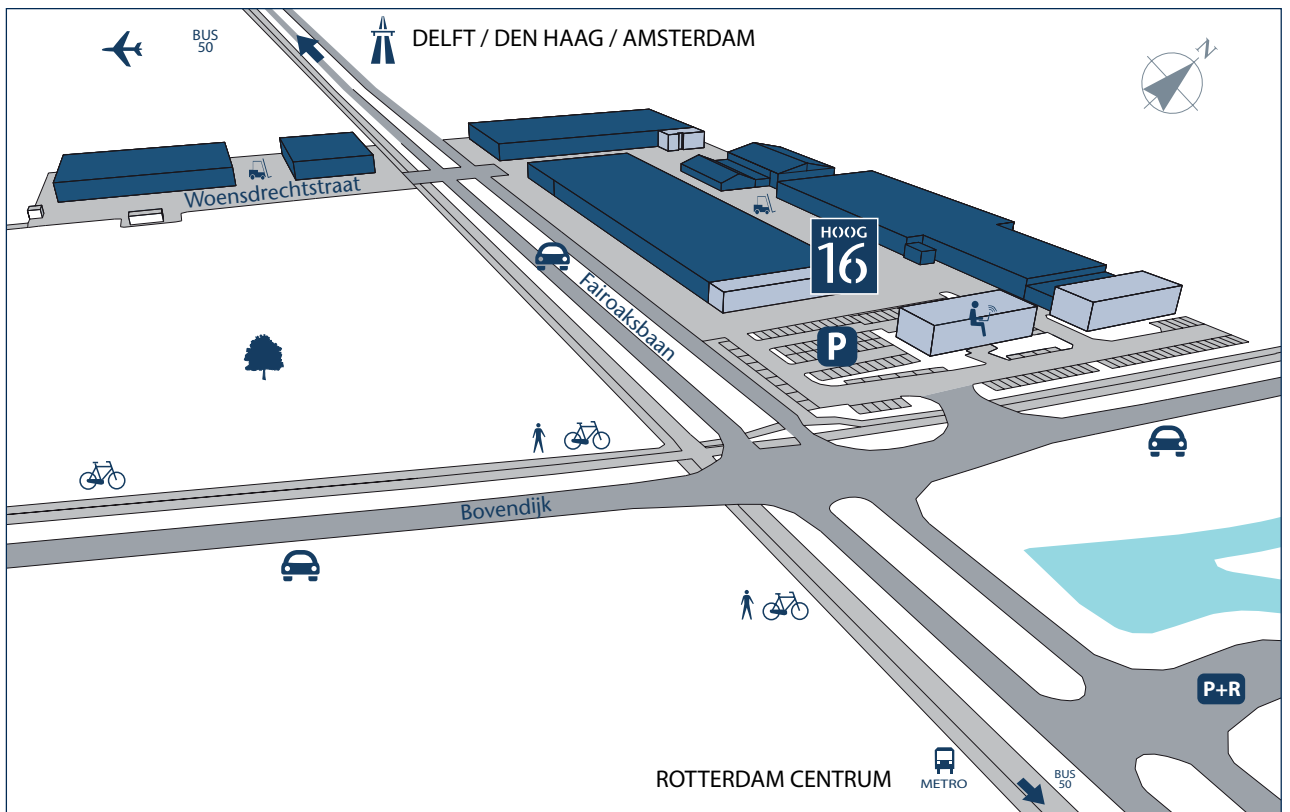 BUS
50
DELFT / DEN HAAG / AMSTERDAM
N
Woensdrechtstraat
HOOG
16
Fairoaksbaan
P
Bovendijk
P+R
ROTTERDAM CENTRUM
METRO
BUS
50